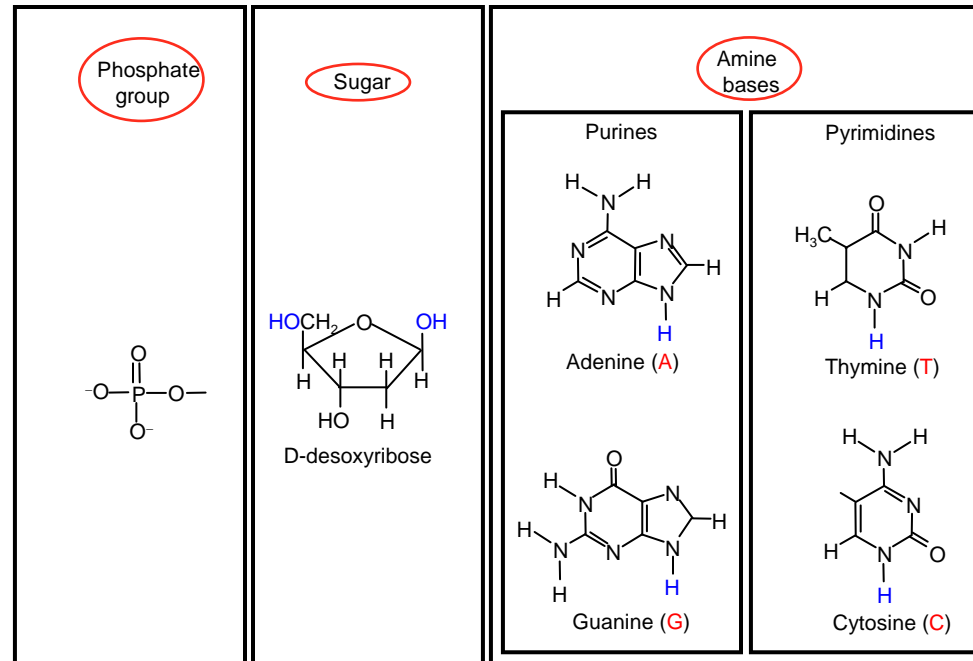 Phosphate
group
O
⁻O P O
O⁻
Sugar
HOCH₂ O OH
H H
H H
HO H
D-desoxyribose
Amine
bases
Purines
H H
N
N N
H
H N N
H
Adenine (A)
O
H N N
H H
N N N
H H
Guanine (G)
Pyrimidines
O
H₃C N H
H N O
H
Thymine (T)
H H
N
N
H N O
H
Cytosine (C)